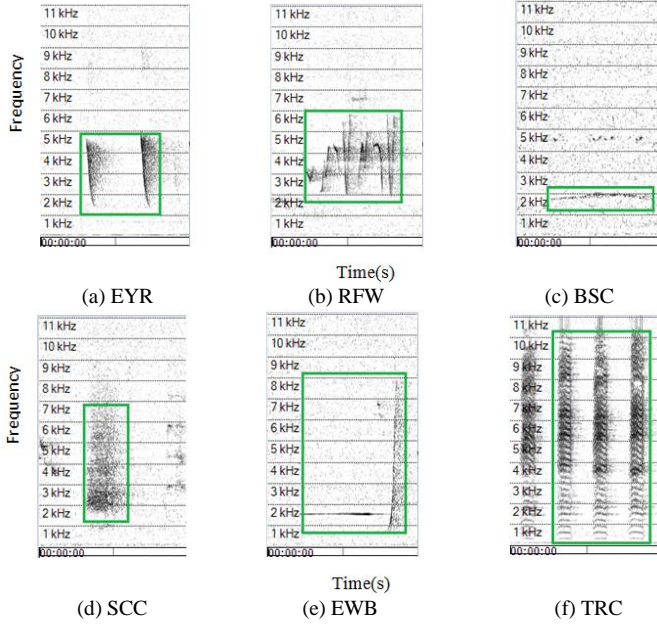 Frequency
11 kHz
10 kHz
9 kHz
8 kHz
7 kHz
6 kHz
5 kHz
4 kHz
3 kHz
2 kHz
1 kHz
00:00:00
11 kHz
10 kHz
9 kHz
8 kHz
7 kHz
6 kHz
5 kHz
4 kHz
3 kHz
2 kHz
1 kHz
00:00:00
11 kHz
10 kHz
9 kHz
8 kHz
7 kHz
6 kHz
5 kHz
4 kHz
3 kHz
2 kHz
1 kHz
00:00:00
Time(s)
(a) EYR
(b) RFW
(c) BSC
Frequency
11 kHz
10 kHz
9 kHz
8 kHz
7 kHz
6 kHz
5 kHz
4 kHz
3 kHz
2 kHz
1 kHz
00:00:00
11 kHz
10 kHz
9 kHz
8 kHz
7 kHz
6 kHz
5 kHz
4 kHz
3 kHz
2 kHz
1 kHz
00:00:00
11 kHz
10 kHz
9 kHz
8 kHz
7 kHz
6 kHz
5 kHz
4 kHz
3 kHz
2 kHz
1 kHz
00:00:00
Time(s)
(d) SCC
(e) EWB
(f) TRC